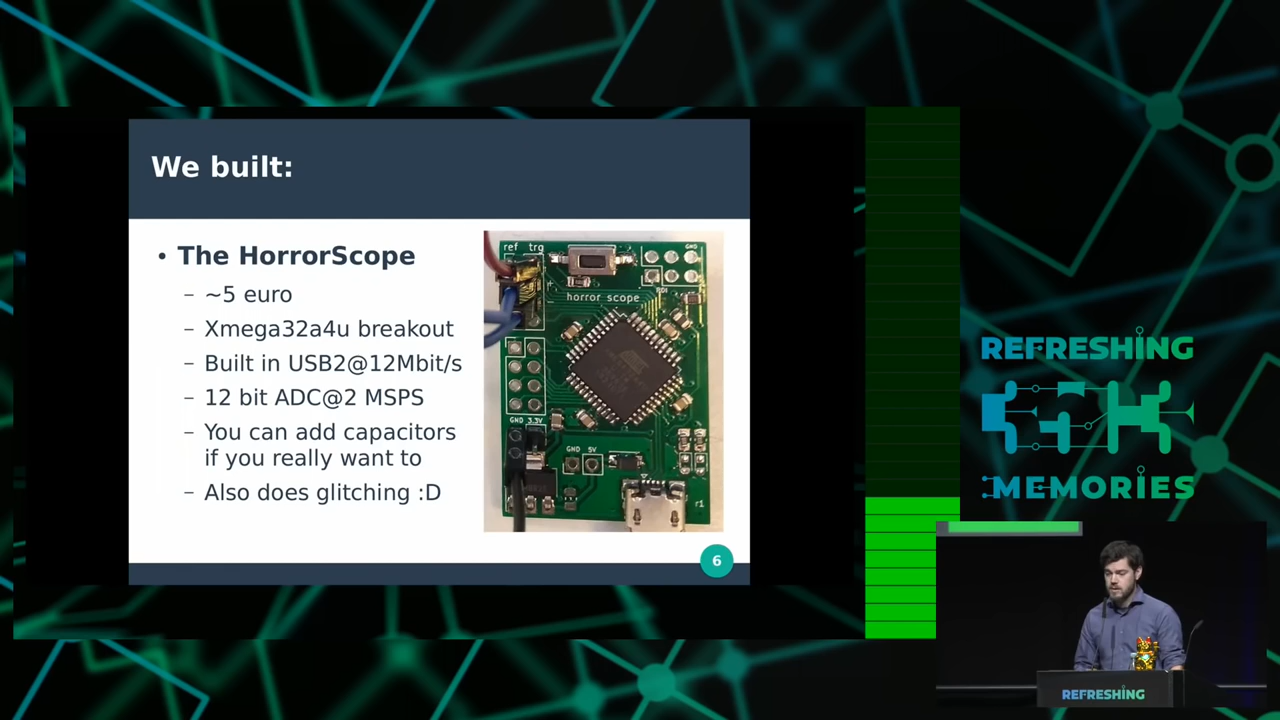 We built:
• The HorrorScope
– ~5 euro
– Xmega32a4u breakout
– Built in USB2@12Mbit/s
– 12 bit ADC@2 MSPS
– You can add capacitors
if you really want to
– Also does glitching :D
ref trg
GND
horror scope
GND 3.3V
GND 5V
r1
6
REFRESHING
MEMORIES
REFRESHING